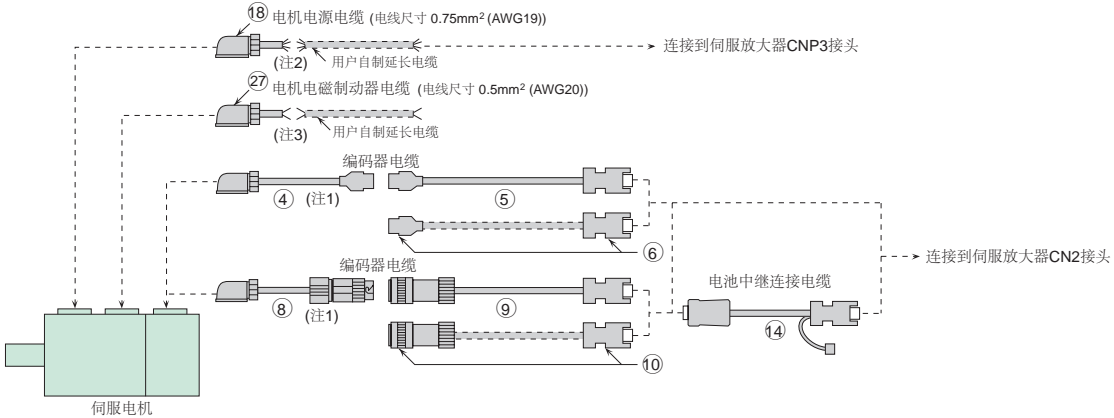 ⑱ 电机电源电缆 (电线尺寸 0.75mm² (AWG19))
(注2)
用户自制延长电缆
连接到伺服放大器CNP3接头
㉗ 电机电磁制动器电缆 (电线尺寸 0.5mm² (AWG20))
(注3)
用户自制延长电缆
编码器电缆
④
(注1)
⑤
⑥
连接到伺服放大器CN2接头
编码器电缆
⑧
(注1)
⑨
⑩
电池中继连接电缆
⑭
伺服电机